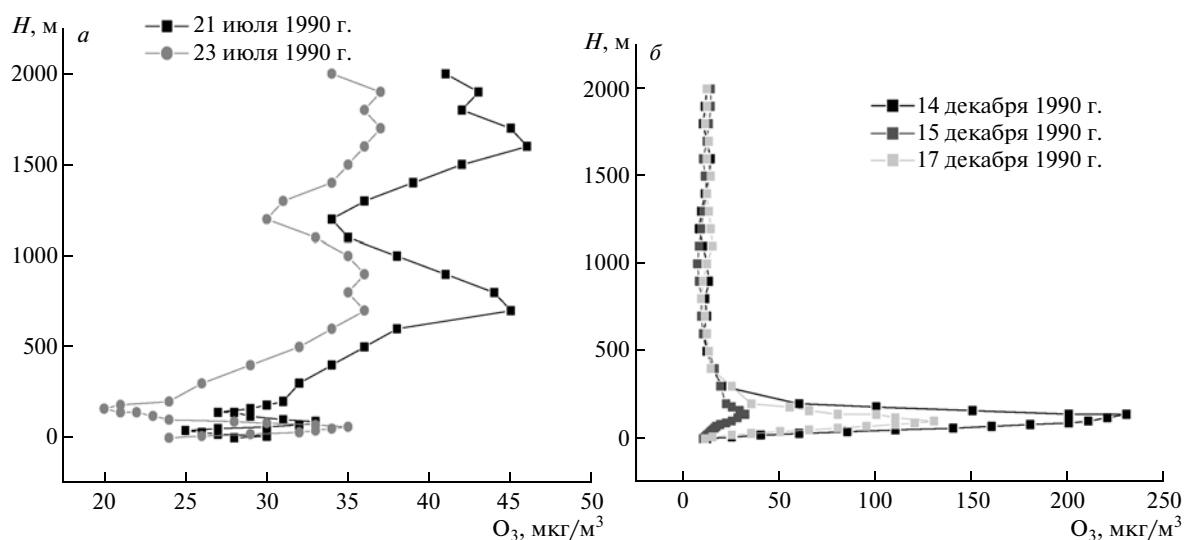 H, м
а
21 июля 1990 г.
23 июля 1990 г.
2000
1500
1000
500
0
20 25 30 35 40 45 50
O₃, мкг/м³
H, м
б
14 декабря 1990 г.
15 декабря 1990 г.
17 декабря 1990 г.
2000
1500
1000
500
0
0 50 100 150 200 250
O₃, мкг/м³